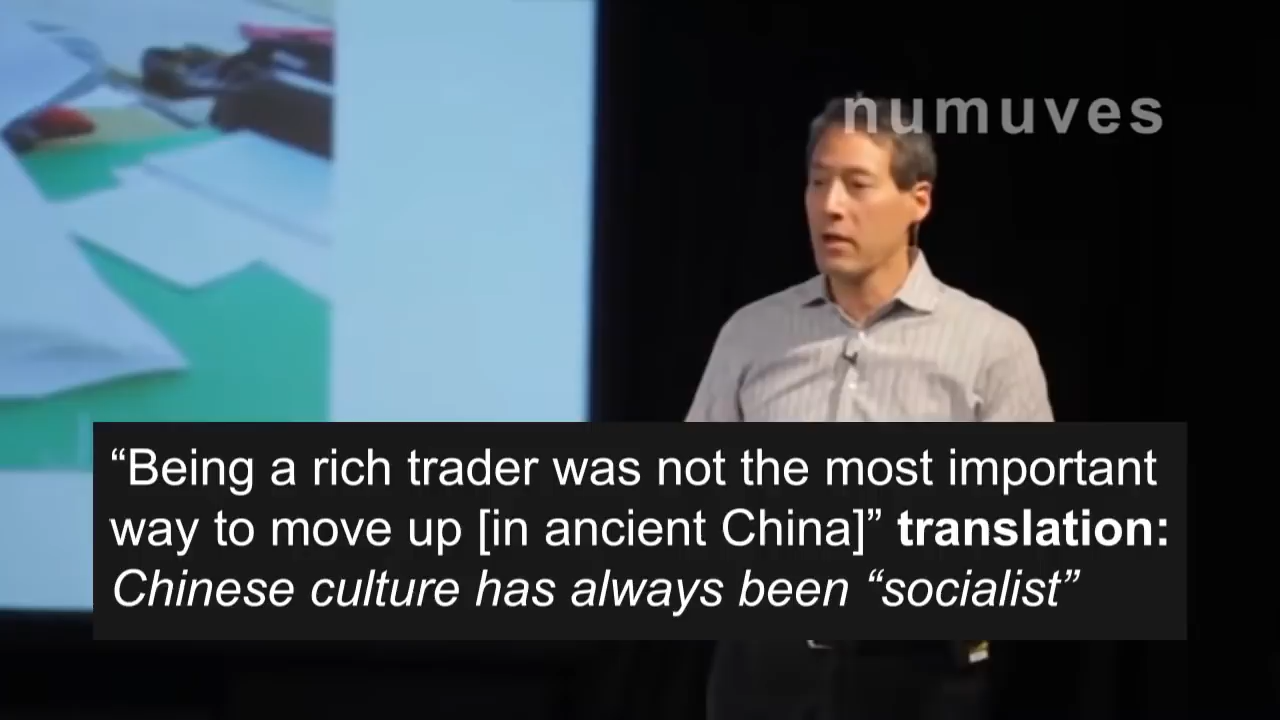 numuves
“Being a rich trader was not the most important
way to move up [in ancient China]” translation:
Chinese culture has always been “socialist”